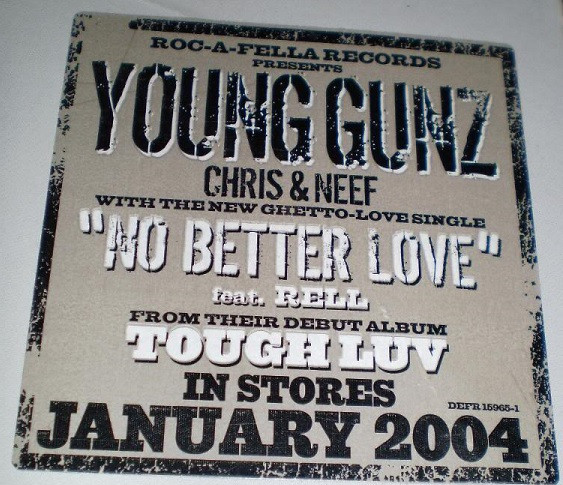 ROC-A-FELLA RECORDS
PRESENTS
YOUNG GUNZ
CHRIS & NEEF
WITH THE NEW GHETTO-LOVE SINGLE
"NO BETTER LOVE"
feat. RELL
FROM THEIR DEBUT ALBUM
TOUGH LUV
IN STORES
DEFR 15965-1
JANUARY 2004